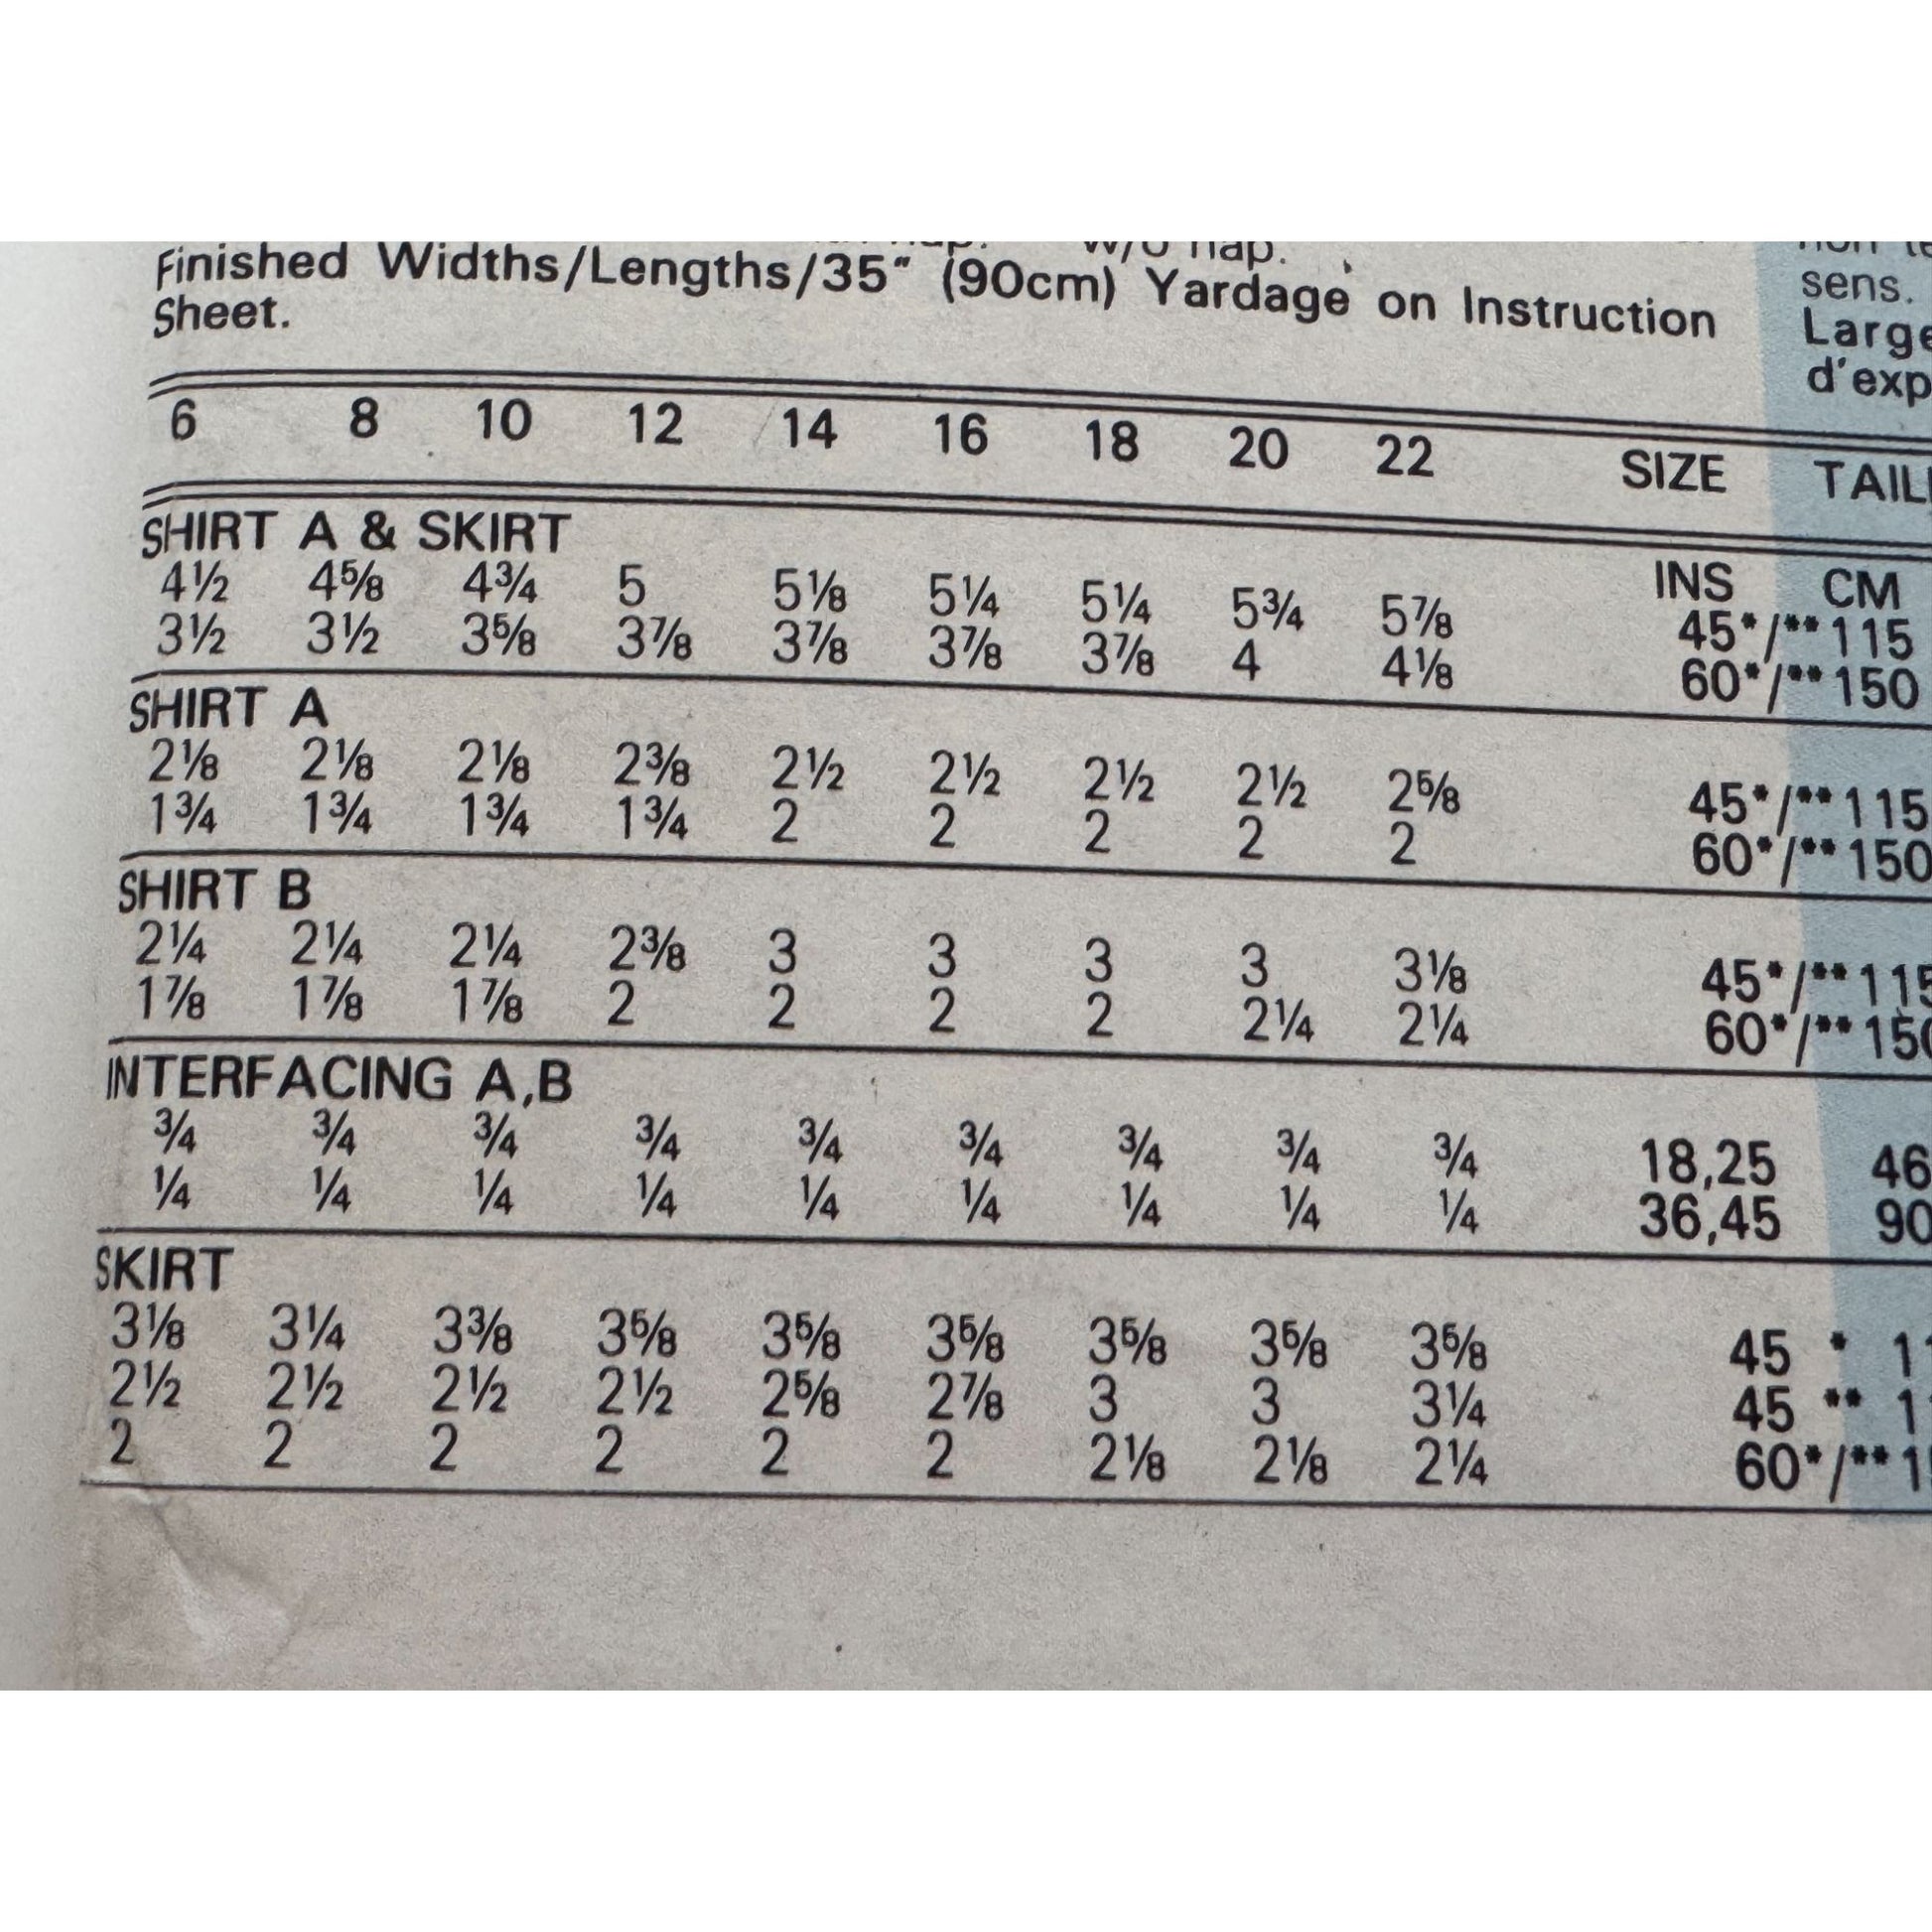 w/o nap.
Finished Widths/Lengths/35" (90cm) Yardage on Instruction
Sheet.
sens.
6 8 10 12 14 16 18 20 22 SIZE
SHIRT A & SKIRT
INS CM
4½ 4⅝ 4¾ 5 5⅛ 5¼ 5¼ 5¾ 5⅞ 45*/**115
3½ 3½ 3⅝ 3⅞ 3⅞ 3⅞ 3⅞ 4 4⅛ 60*/**150
SHIRT A
2⅛ 2⅛ 2⅛ 2⅜ 2½ 2½ 2½ 2½ 2⅝ 45*/**115
1¾ 1¾ 1¾ 1¾ 2 2 2 2 2 60*/**150
SHIRT B
2¼ 2¼ 2¼ 2⅜ 3 3 3 3 3⅛ 45*/**115
1⅞ 1⅞ 1⅞ 2 2 2 2 2¼ 2¼ 60*/**150
INTERFACING A,B
¾ ¾ ¾ ¾ ¾ ¾ ¾ ¾ ¾ 18,25 46
¼ ¼ ¼ ¼ ¼ ¼ ¼ ¼ ¼ 36,45 90
SKIRT
3⅛ 3¼ 3⅜ 3⅝ 3⅝ 3⅝ 3⅝ 3⅝ 3⅝ 45 *
2½ 2½ 2½ 2½ 2⅝ 2⅞ 3 3 3¼ 45 **
2 2 2 2 2 2 2⅛ 2⅛ 2¼ 60*/**